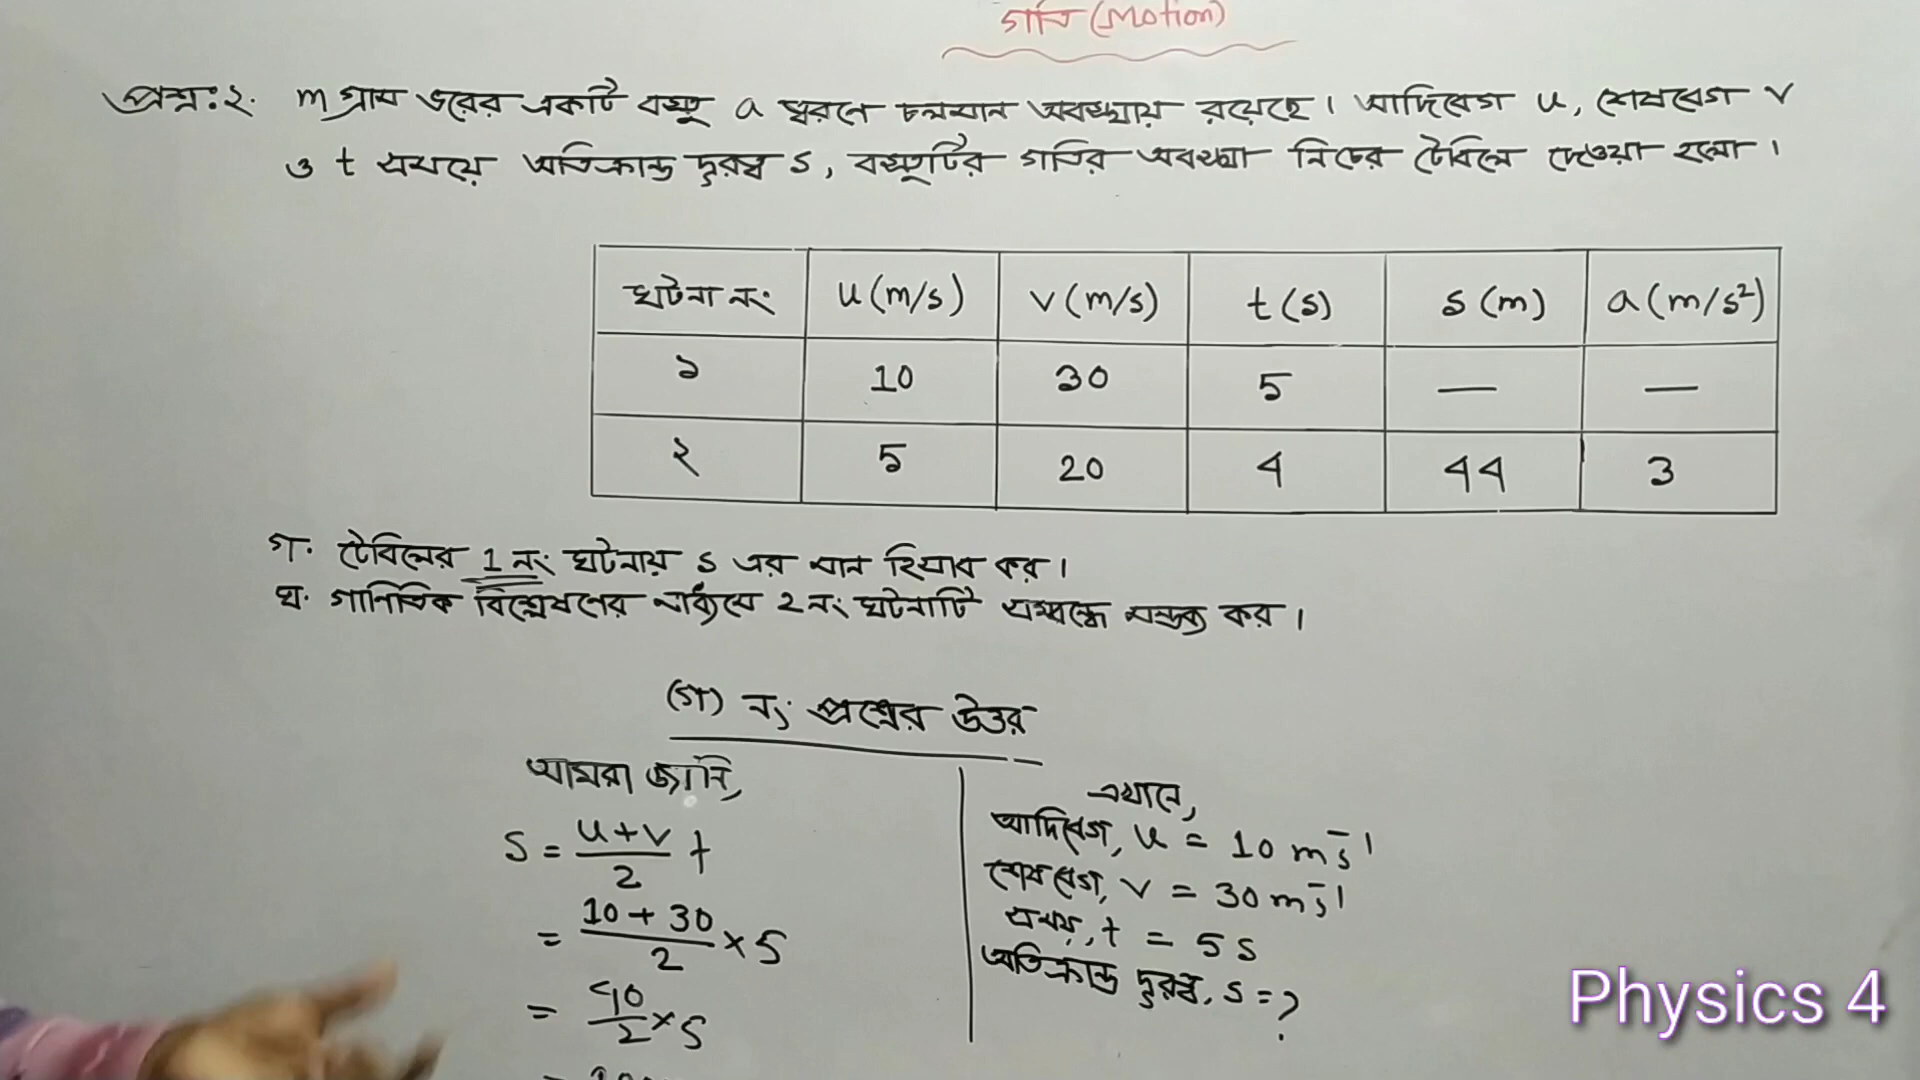 গতি (Motion)
প্রশ্ন:২. m গ্রাম ভরের একটি বস্তু a ত্বরণে চলমান অবস্থায় রয়েছে। আদিবেগ u, শেষবেগ v
ও t সময়ে অতিক্রান্ত দূরত্ব s, বস্তুটির গতির অবস্থা নিচের টেবিলে দেওয়া হলো।
ঘটনা নং u (m/s) v (m/s) t (s) s (m) a (m/s²)
১ 10 30 5 — —
২ 5 20 4 44 3
গ. টেবিলের 1 নং ঘটনায় s এর মান হিসাব কর।
ঘ. গাণিতিক বিশ্লেষণের মাধ্যমে 2 নং ঘটনাটি সম্বন্ধে মন্তব্য কর।
(গ) নং প্রশ্নের উত্তর
আমরা জানি,
s = u+v/2 t
= 10+30/2 × 5
= 40/2 × 5
এখানে,
আদিবেগ, u = 10 ms⁻¹
শেষ বেগ, v = 30 ms⁻¹
সময়, t = 5 s
অতিক্রান্ত দূরত্ব, s = ?
Physics 4